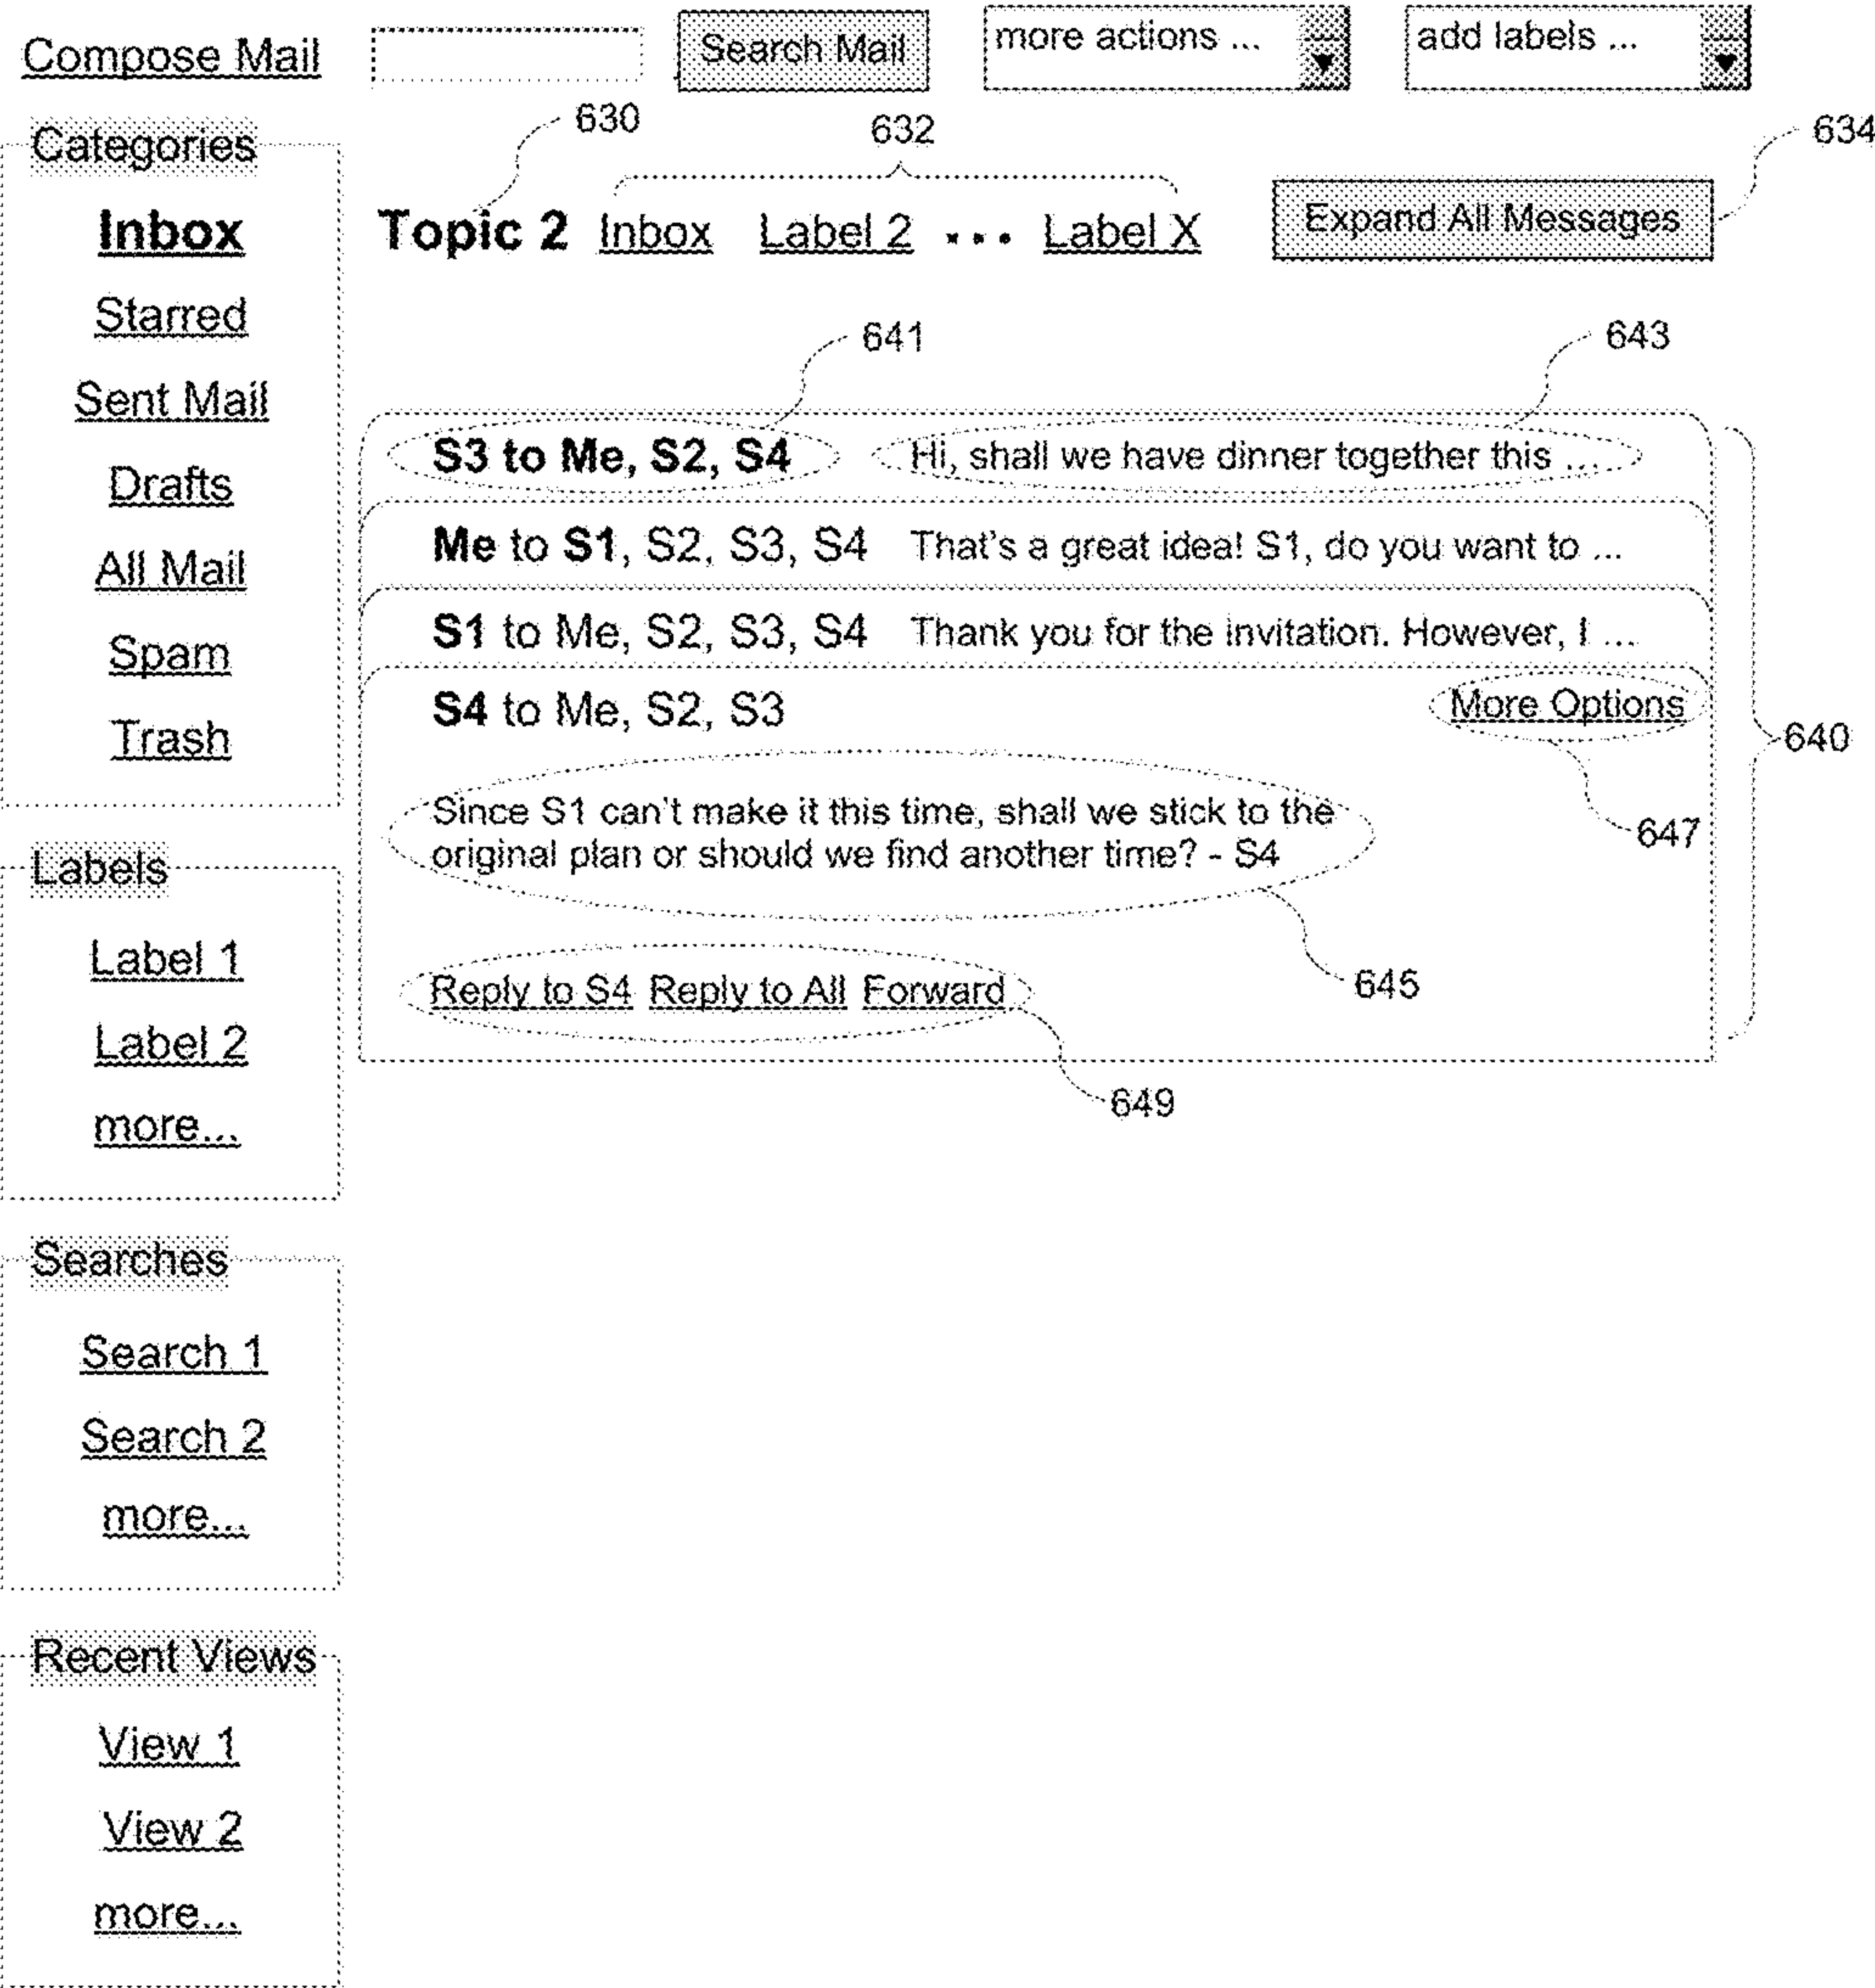 Compose Mail Search Mail more actions ... add labels ...
630 632 634
Categories
Inbox
Starred
Sent Mail
Drafts
All Mail
Spam
Trash
Labels
Label 1
Label 2
more...
Searches
Search 1
Search 2
more...
Recent Views
View 1
View 2
more...
Topic 2 Inbox Label 2 ... Label X Expand All Messages
641 643
S3 to Me, S2, S4 Hi, shall we have dinner together this ...
Me to S1, S2, S3, S4 That's a great idea! S1, do you want to ...
S1 to Me, S2, S3, S4 Thank you for the invitation. However, I ...
S4 to Me, S2, S3 More Options
640
Since S1 can't make it this time, shall we stick to the
original plan or should we find another time? - S4
647
645
Reply to S4 Reply to All Forward
649